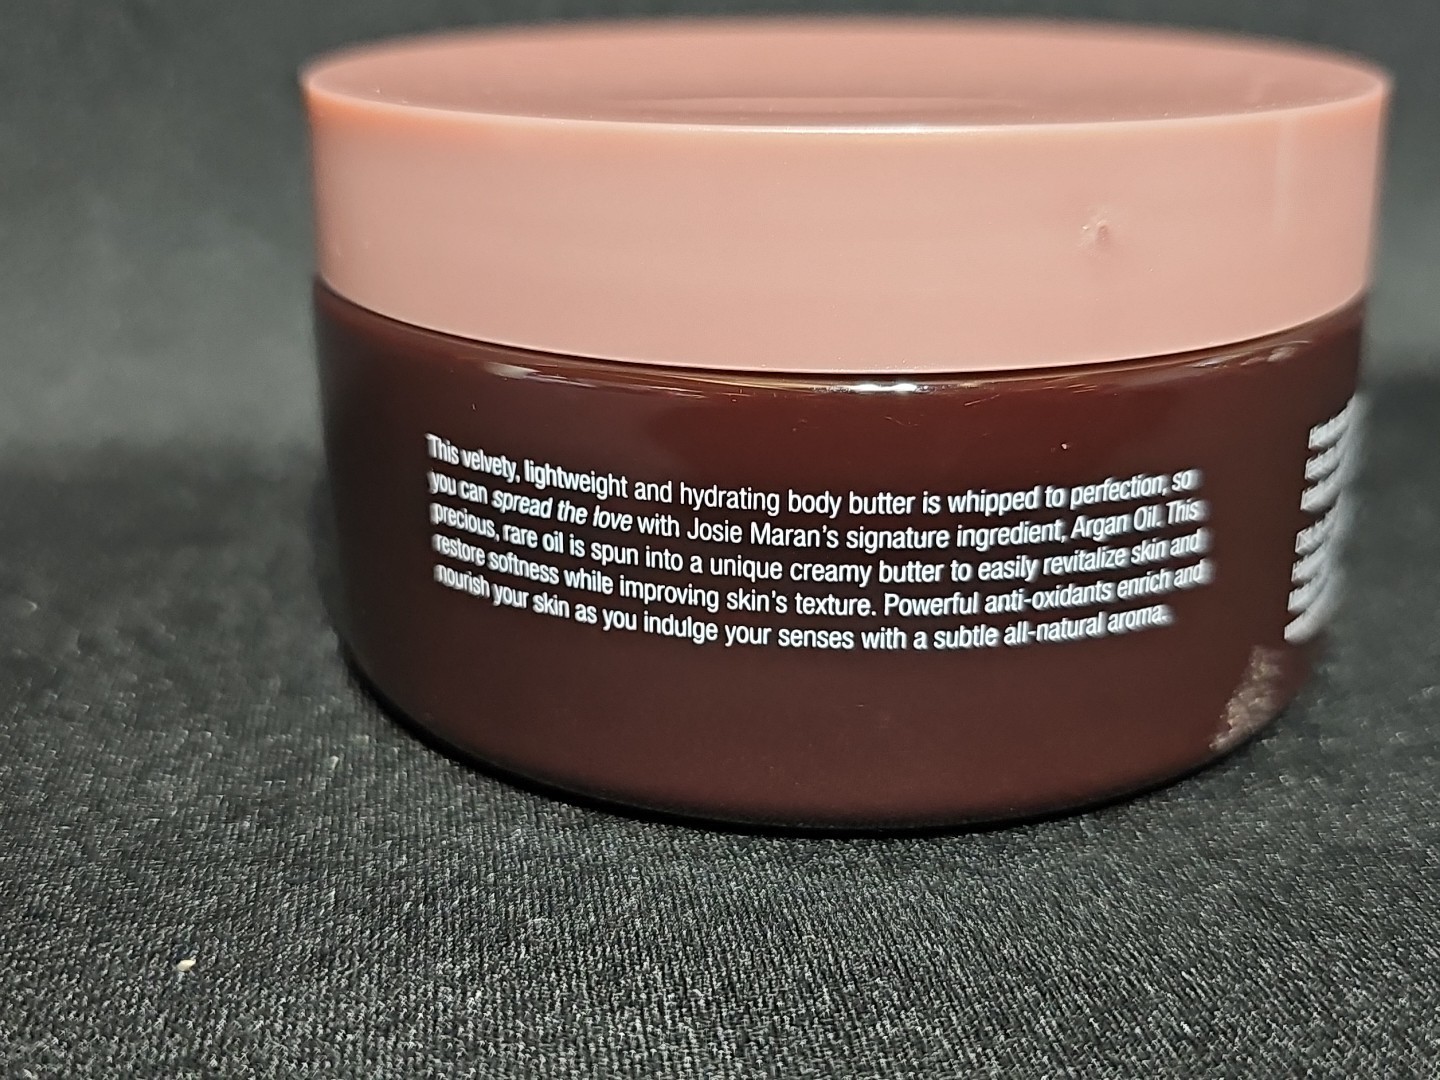 This velvety, lightweight and hydrating body butter is whipped to perfection, so
you can spread the love with Josie Maran's signature ingredient, Argan Oil. This
precious, rare oil is spun into a unique creamy butter to easily revitalize skin and
restore softness while improving skin's texture. Powerful anti-oxidants enrich and
nourish your skin as you indulge your senses with a subtle all-natural aroma.